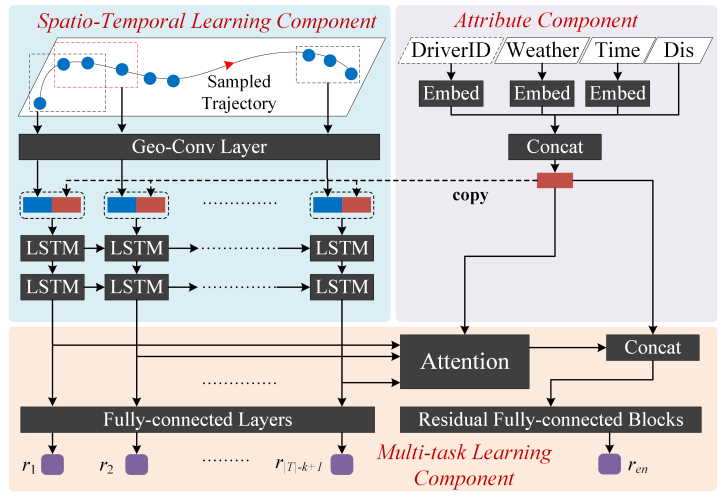 Spatio-Temporal Learning Component
Sampled
Trajectory
Geo-Conv Layer
LSTM
LSTM
LSTM
LSTM
LSTM
LSTM
Attribute Component
DriverID
Weather
Time
Dis
Embed
Embed
Embed
Concat
copy
Attention
Concat
Fully-connected Layers
Residual Fully-connected Blocks
r1
r2
r|T|-k+1
Multi-task Learning
Component
ren